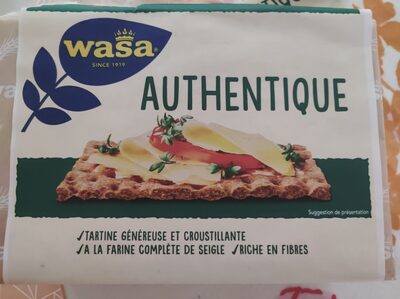 wasa
SINCE 1919
AUTHENTIQUE
Suggestion de présentation
✓TARTINE GÉNÉREUSE ET CROUSTILLANTE
✓A LA FARINE COMPLÈTE DE SEIGLE ✓RICHE EN FIBRES